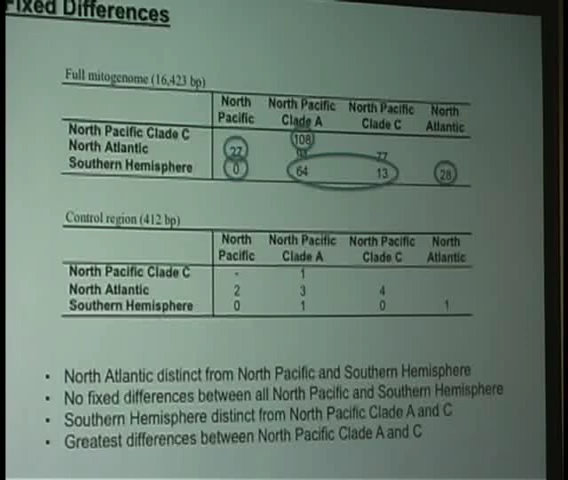 Fixed Differences
Full mitogenome (16,423 bp)
North Pacific North Pacific Clade A North Pacific Clade C North Atlantic
North Pacific Clade C 108
North Atlantic 27 77
Southern Hemisphere 0 64 13 28
Control region (412 bp)
North Pacific North Pacific Clade A North Pacific Clade C North Atlantic
North Pacific Clade C - 1
North Atlantic 2 3 4
Southern Hemisphere 0 1 0 1
• North Atlantic distinct from North Pacific and Southern Hemisphere
• No fixed differences between all North Pacific and Southern Hemisphere
• Southern Hemisphere distinct from North Pacific Clade A and C
• Greatest differences between North Pacific Clade A and C